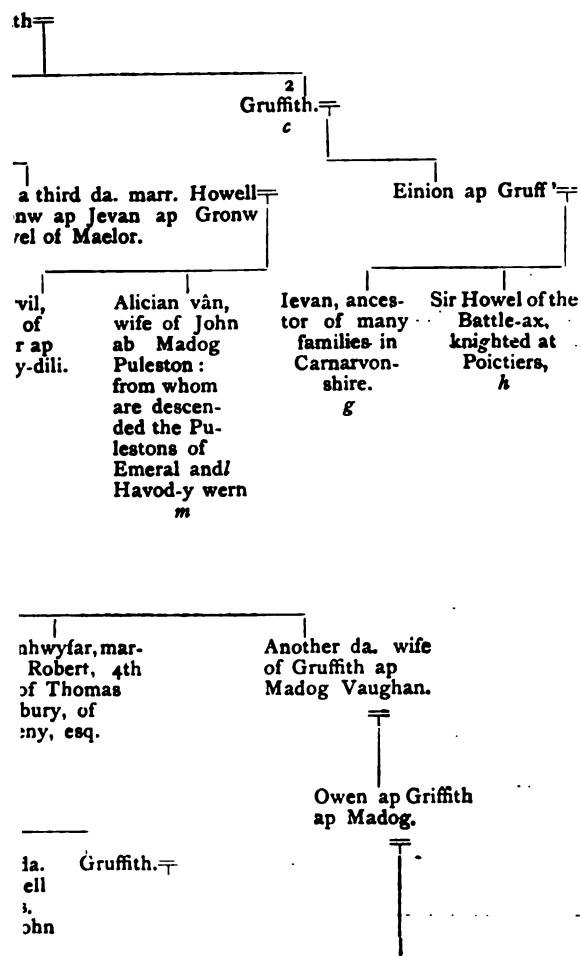 th
2
Gruffith.
c
a third da. marr. Howell
nw ap Jevan ap Gronw
vel of Maelor.
Einion ap Gruff'
vil,
of
r ap
y-dili.
Alician vân,
wife of John
ab Madog
Puleston :
from whom
are descen-
ded the Pu-
lestons of
Emeral and l
Havod-y wern
m
Ievan, ances-
tor of many
families in
Carnarvon-
shire.
g
Sir Howel of the
Battle-ax,
knighted at
Poictiers,
h
nhwyfar, mar-
Robert, 4th
of Thomas
bury, of
eny, esq.
Another da. wife
of Gruffith ap
Madog Vaughan.
Owen ap Griffith
ap Madog.
da.
ell
s.
ohn
Gruffith.